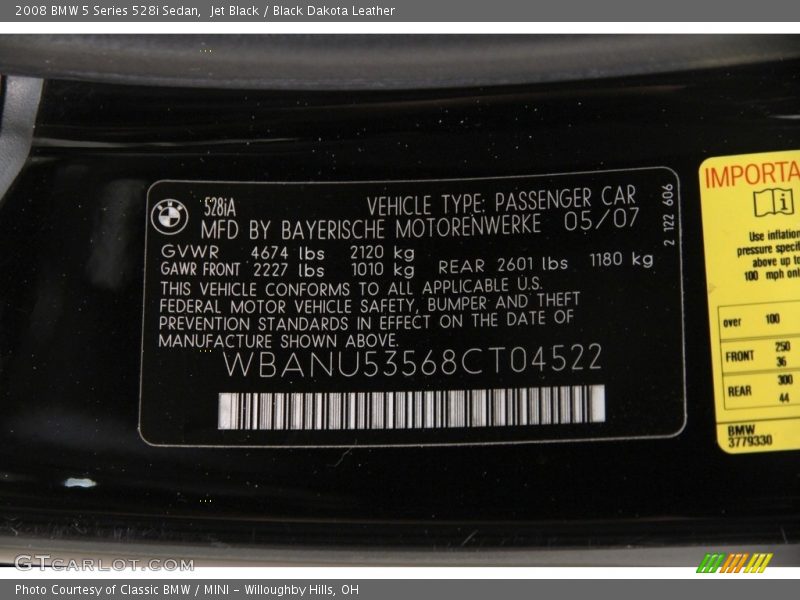 2008 BMW 5 Series 528i Sedan, Jet Black / Black Dakota Leather
528iA
VEHICLE TYPE: PASSENGER CAR
MFD BY BAYERISCHE MOTORENWERKE 05/07
GVWR 4674 lbs 2120 kg
GAWR FRONT 2227 lbs 1010 kg REAR 2601 lbs 1180 kg
THIS VEHICLE CONFORMS TO ALL APPLICABLE U.S.
FEDERAL MOTOR VEHICLE SAFETY, BUMPER AND THEFT
PREVENTION STANDARDS IN EFFECT ON THE DATE OF
MANUFACTURE SHOWN ABOVE.
WBANU53568CT04522
2 122 606
IMPORTA
Use inflation
pressure specif
above up to
100 mph onl
over 100
FRONT 250 36
REAR 300 44
BMW
3779330
GTCarLot.com
Photo Courtesy of Classic BMW / MINI - Willoughby Hills, OH